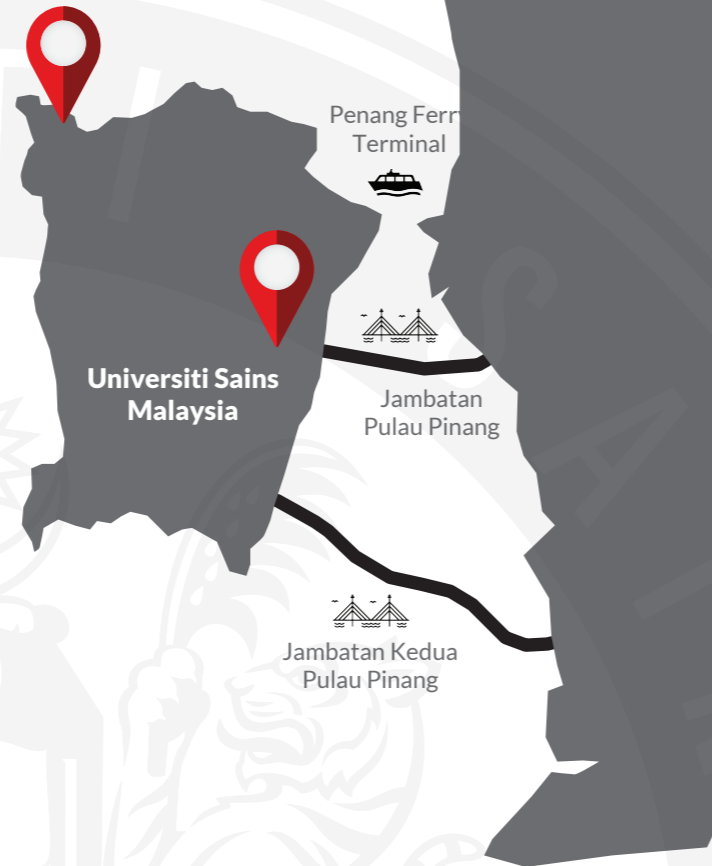 Penang Ferr
Terminal
Universiti Sains
Malaysia
Jambatan
Pulau Pinang
Jambatan Kedua
Pulau Pinang